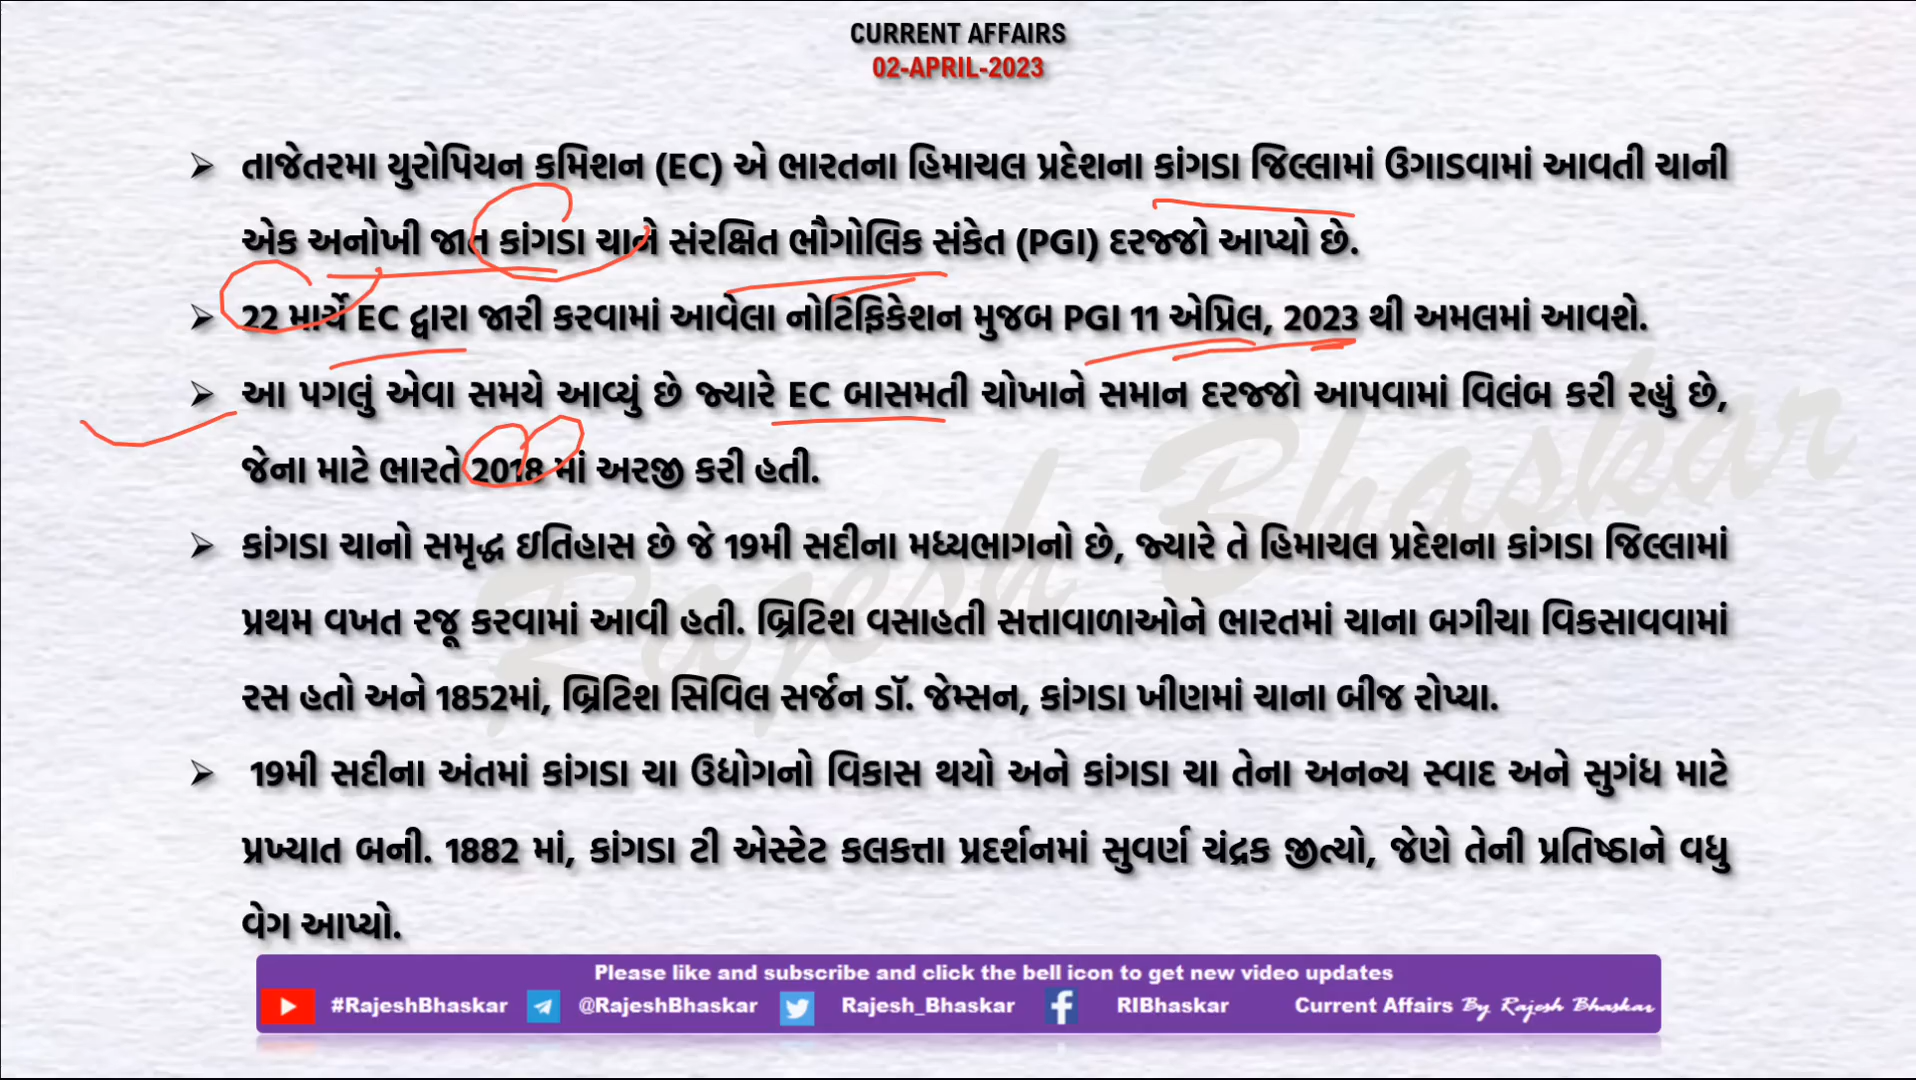 CURRENT AFFAIRS
02-APRIL-2023
➢ તાજેતરમા યુરોપિયન કમિશન (EC) એ ભારતના હિમાચલ પ્રદેશના કાંગડા જિલ્લામાં ઉગાડવામાં આવતી ચાની
એક અનોખી જાત કાંગડા ચાને સંરક્ષિત ભૌગોલિક સંકેત (PGI) દરજ્જો આપ્યો છે.
➢ 22 માર્ચે EC દ્વારા જારી કરવામાં આવેલા નોટિફિકેશન મુજબ PGI 11 એપ્રિલ, 2023 થી અમલમાં આવશે.
➢ આ પગલું એવા સમયે આવ્યું છે જ્યારે EC બાસમતી ચોખાને સમાન દરજ્જો આપવામાં વિલંબ કરી રહ્યું છે,
જેના માટે ભારતે 2018 માં અરજી કરી હતી.
➢ કાંગડા ચાનો સમૃદ્ધ ઇતિહાસ છે જે 19મી સદીના મધ્યભાગનો છે, જ્યારે તે હિમાચલ પ્રદેશના કાંગડા જિલ્લામાં
પ્રથમ વખત રજૂ કરવામાં આવી હતી. બ્રિટિશ વસાહતી સત્તાવાળાઓને ભારતમાં ચાના બગીચા વિકસાવવામાં
રસ હતો અને 1852માં, બ્રિટિશ સિવિલ સર્જન ડૉ. જેમ્સન, કાંગડા ખીણમાં ચાના બીજ રોપ્યા.
➢ 19મી સદીના અંતમાં કાંગડા ચા ઉદ્યોગનો વિકાસ થયો અને કાંગડા ચા તેના અનન્ય સ્વાદ અને સુગંધ માટે
પ્રખ્યાત બની. 1882 માં, કાંગડા ટી એસ્ટેટ કલકત્તા પ્રદર્શનમાં સુવર્ણ ચંદ્રક જીત્યો, જેણે તેની પ્રતિષ્ઠાને વધુ
વેગ આપ્યો.
Rajesh Bhaskar
Please like and subscribe and click the bell icon to get new video updates
#RajeshBhaskar @RajeshBhaskar Rajesh_Bhaskar RIBhaskar Current Affairs By Rajesh Bhaskar